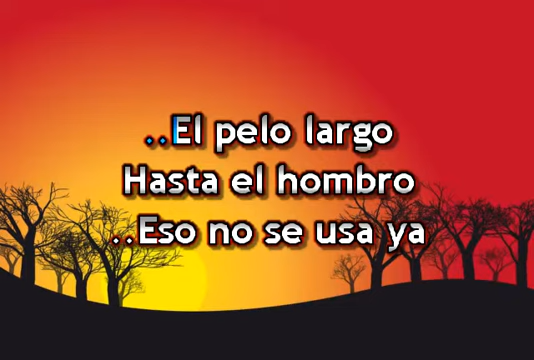 ..El pelo largo
Hasta el hombro
..Eso no se usa ya